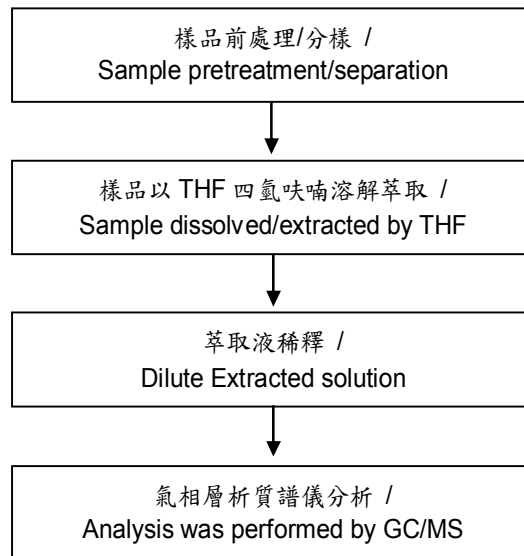 樣品前處理/分樣 /
Sample pretreatment/separation
樣品以 THF 四氫呋喃溶解萃取 /
Sample dissolved/extracted by THF
萃取液稀釋 /
Dilute Extracted solution
氣相層析質譜儀分析 /
Analysis was performed by GC/MS